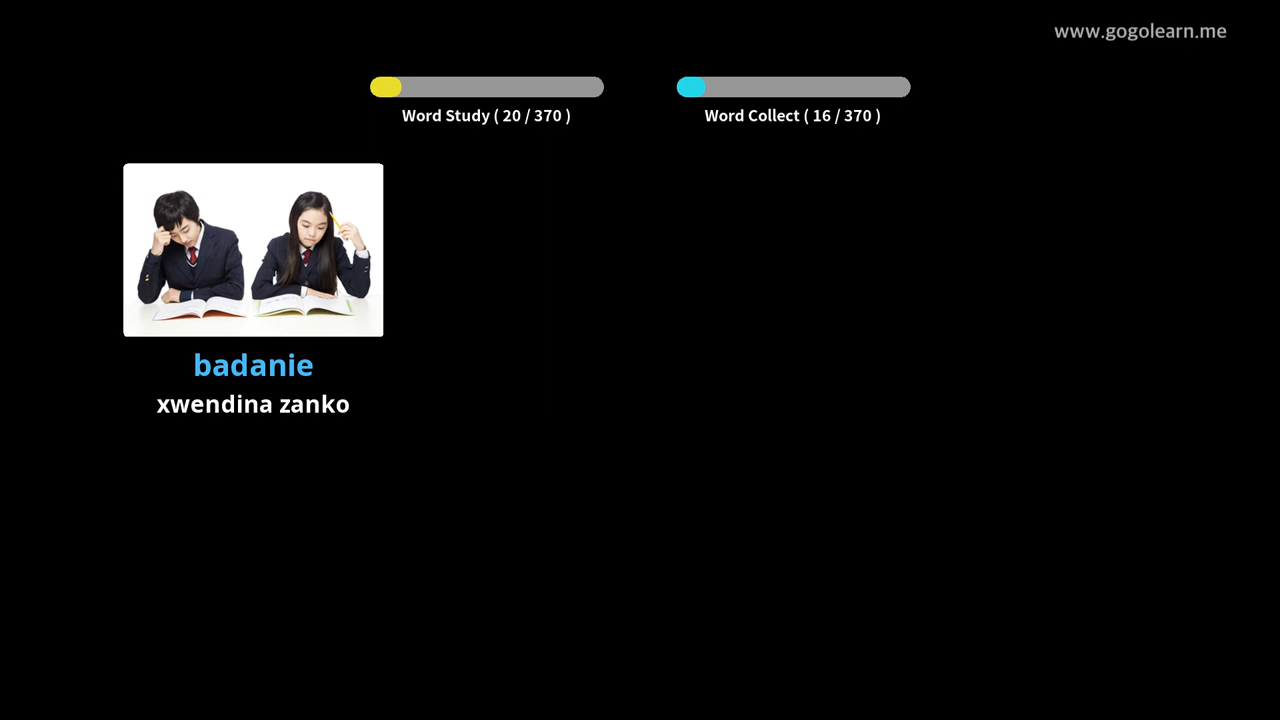 www.gogolearn.me
Word Study ( 20 / 370 )
Word Collect ( 16 / 370 )
badanie
xwendina zanko